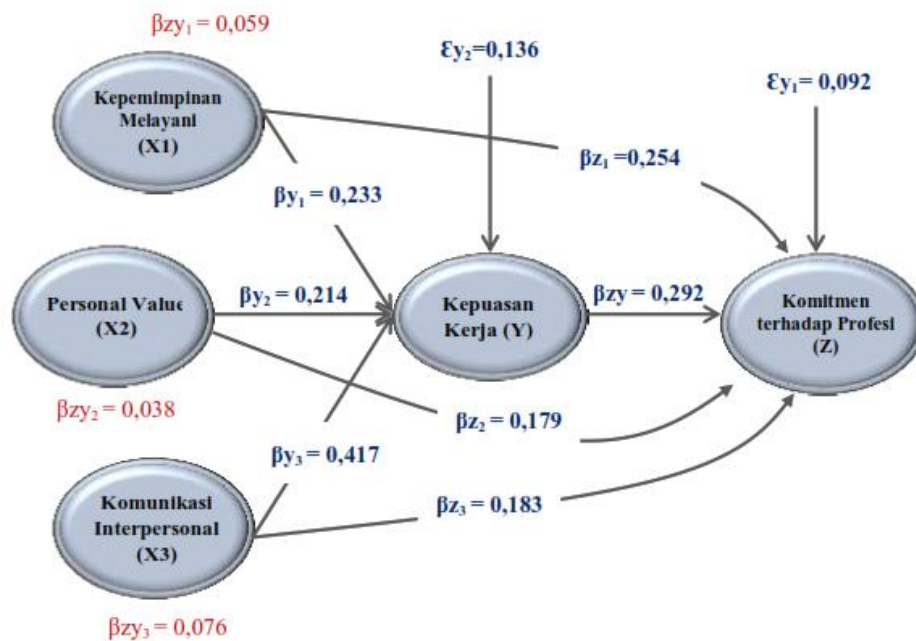 βzy₁ = 0,059
Ɛy₂=0,136
Ɛy₁= 0,092
Kepemimpinan
Melayani
(X1)
βz₁ =0,254
βy₁ = 0,233
Personal Value
(X2)
βy₂ = 0,214
Kepuasan
Kerja (Y)
βzy = 0,292
Komitmen
terhadap Profesi
(Z)
βzy₂ = 0,038
βz₂ = 0,179
βy₃ = 0,417
Komunikasi
Interpersonal
(X3)
βz₃ = 0,183
βzy₃ = 0,076